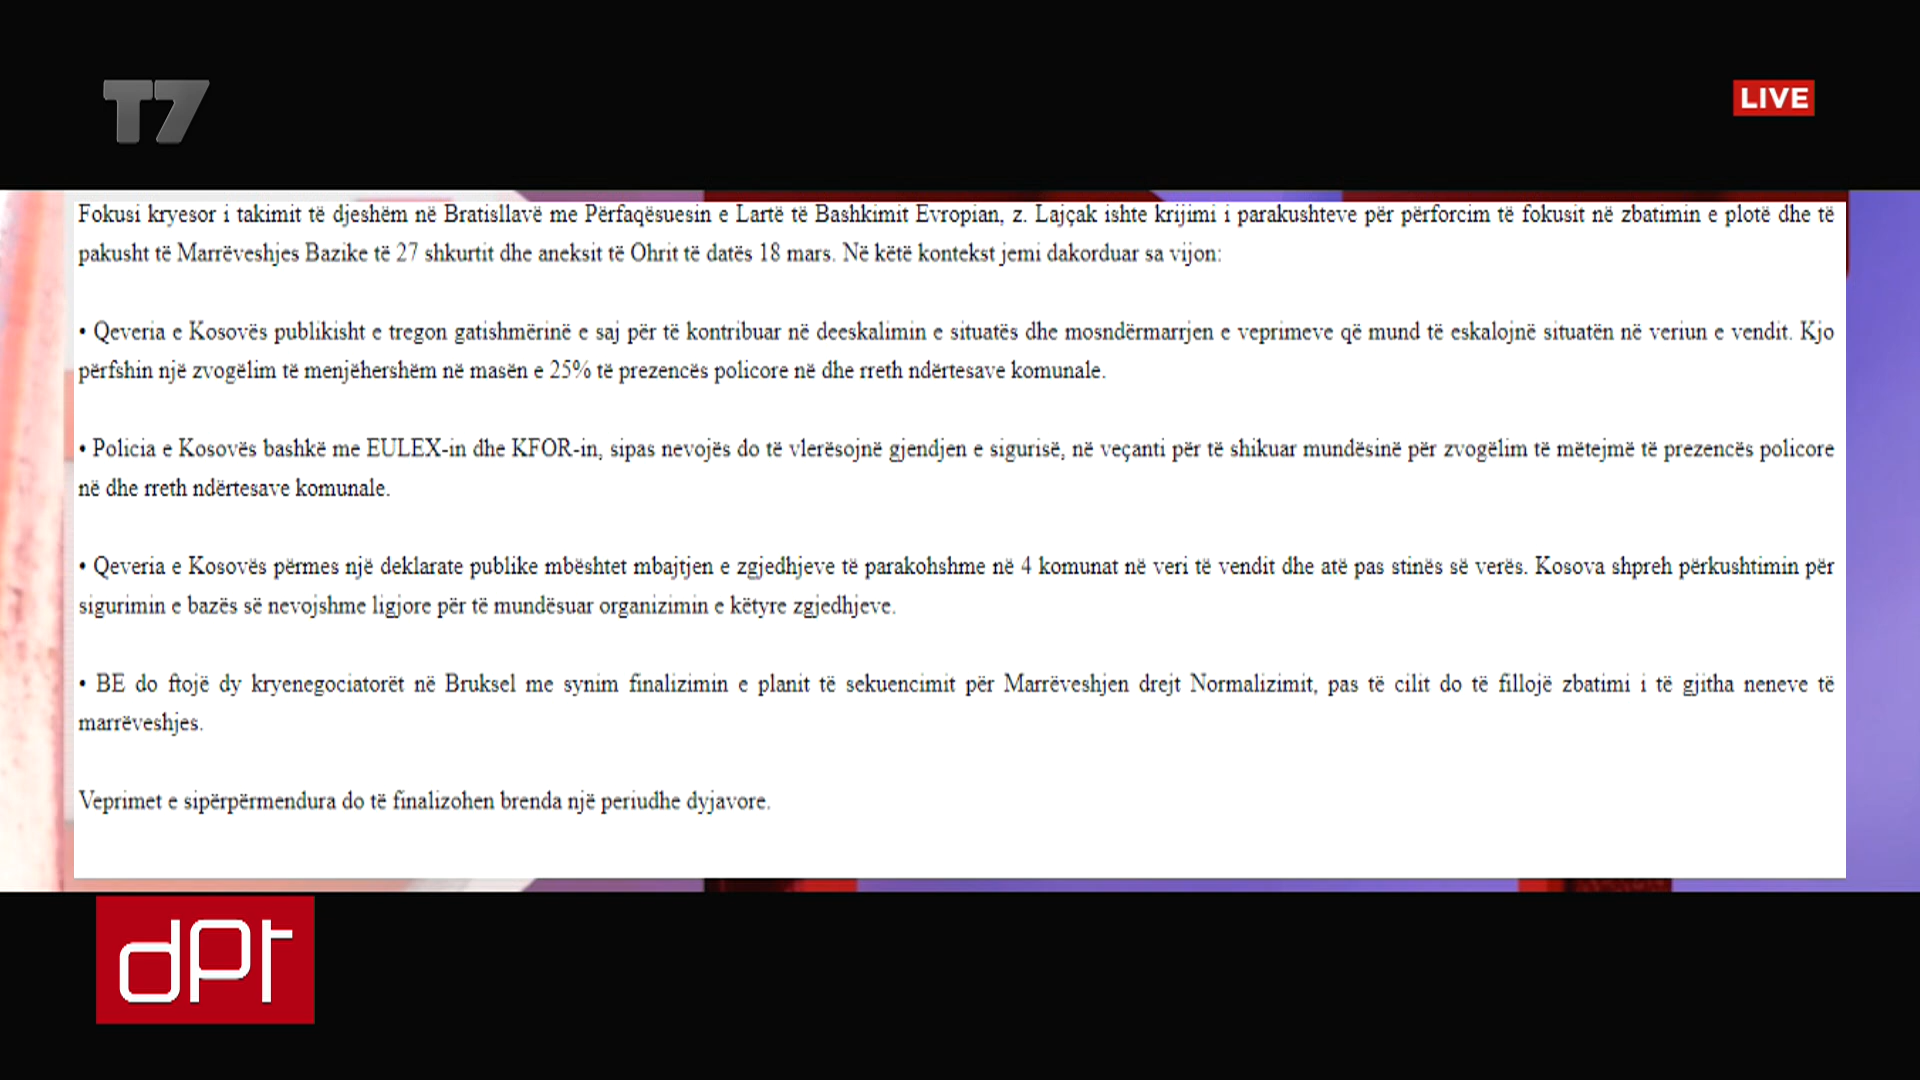 T7
LIVE
Fokusi kryesor i takimit të djeshëm në Bratisllavë me Përfaqësuesin e Lartë të Bashkimit Evropian, z. Lajçak ishte krijimi i parakushteve për përforcim të fokusit në zbatimin e plotë dhe të
pakusht të Marrëveshjes Bazike të 27 shkurtit dhe aneksit të Ohrit të datës 18 mars. Në këtë kontekst jemi dakorduar sa vijon:
• Qeveria e Kosovës publikisht e tregon gatishmërinë e saj për të kontribuar në deeskalimin e situatës dhe mosndërmarrjen e veprimeve që mund të eskalojnë situatën në veriun e vendit. Kjo
përfshin një zvogëlim të menjëhershëm në masën e 25% të prezencës policore në dhe rreth ndërtesave komunale.
• Policia e Kosovës bashkë me EULEX-in dhe KFOR-in, sipas nevojës do të vlerësojnë gjendjen e sigurisë, në veçanti për të shikuar mundësinë për zvogëlim të mëtejmë të prezencës policore
në dhe rreth ndërtesave komunale.
• Qeveria e Kosovës përmes një deklarate publike mbështet mbajtjen e zgjedhjeve të parakohshme në 4 komunat në veri të vendit dhe atë pas stinës së verës. Kosova shpreh përkushtimin për
sigurimin e bazës së nevojshme ligjore për të mundësuar organizimin e këtyre zgjedhjeve.
• BE do ftojë dy kryenegociatorët në Bruksel me synim finalizimin e planit të sekuencimit për Marrëveshjen drejt Normalizimit, pas të cilit do të fillojë zbatimi i të gjitha neneve të
marrëveshjes.
Veprimet e sipërpërmendura do të finalizohen brenda një periudhe dyjavore.
dPt